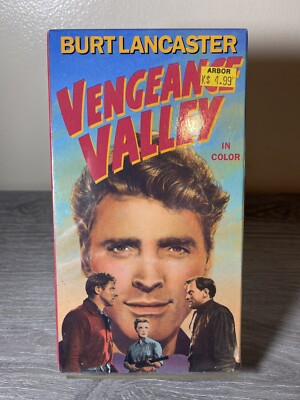 BURT LANCASTER
ARBOR
K$ 4.99
VENGEANCE
VALLEY
IN
COLOR